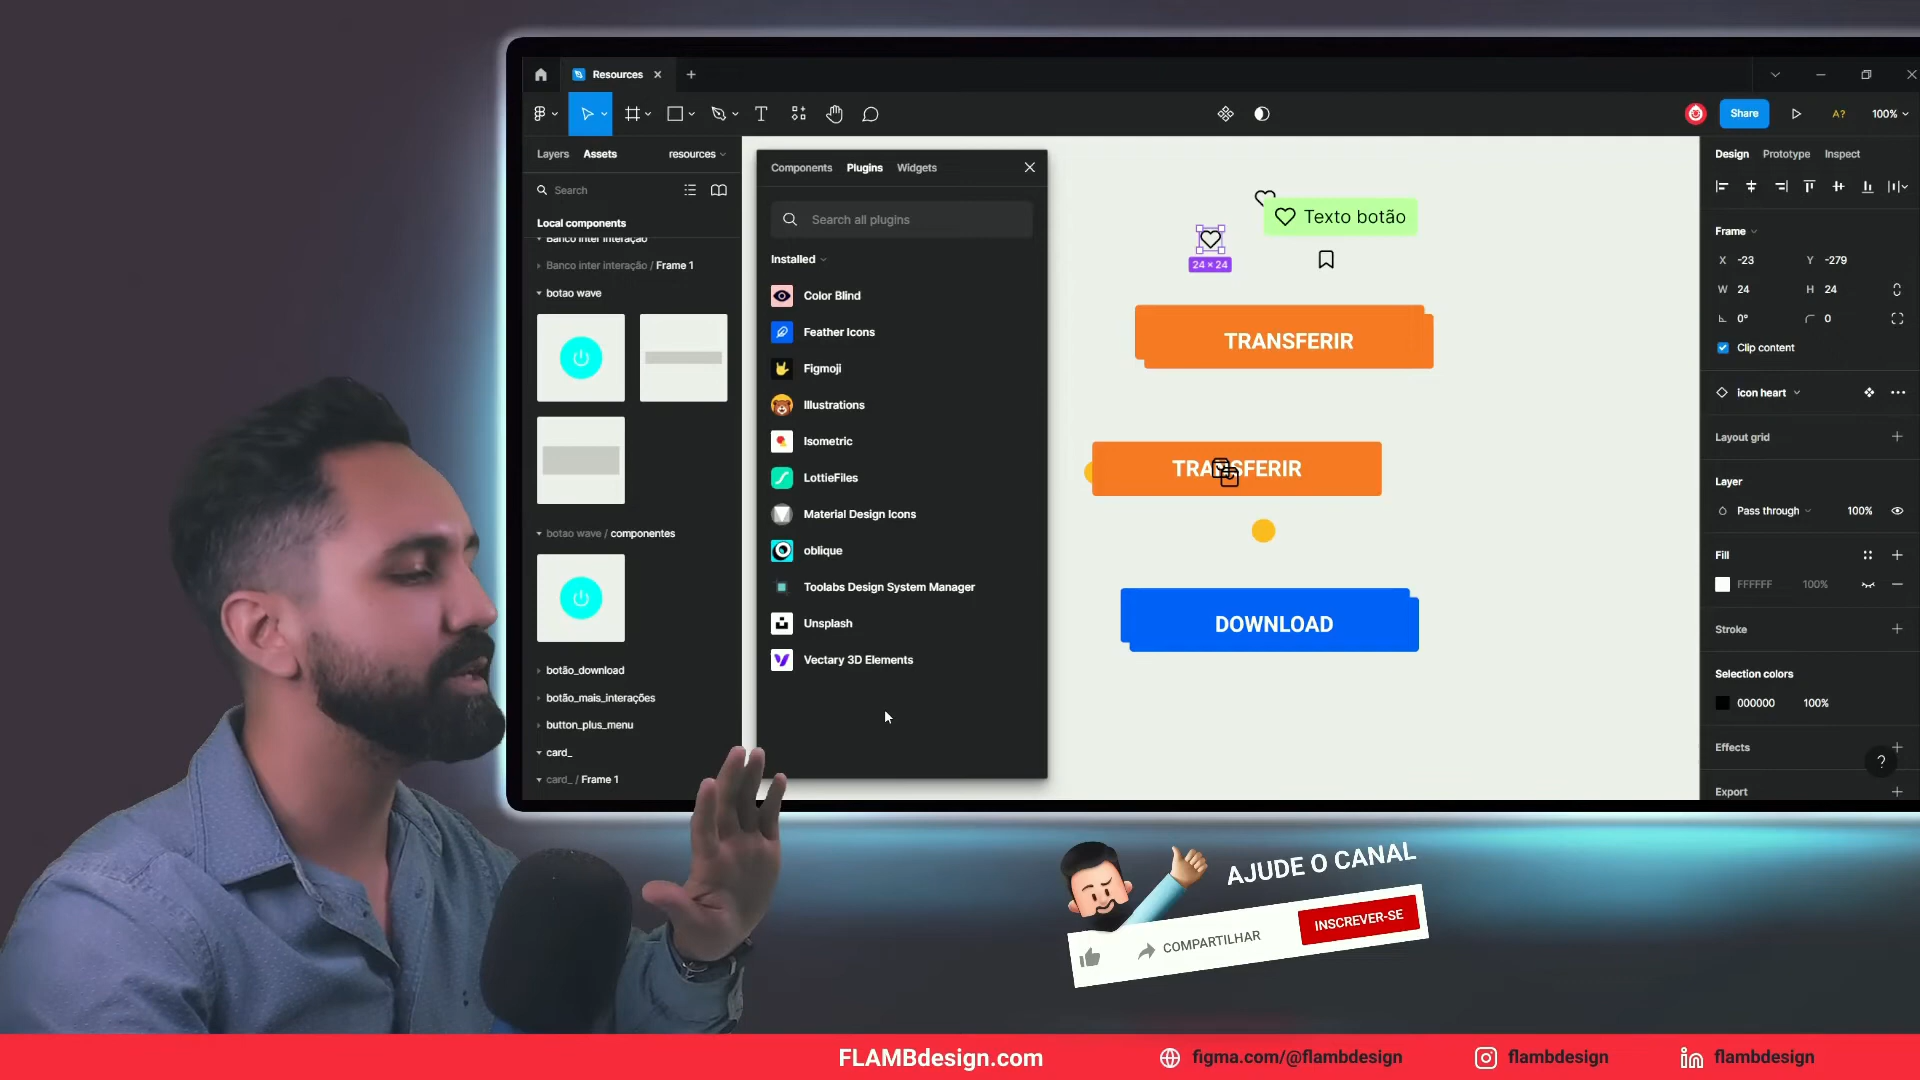 Resources
Share
A?
100%
Layers
Assets
resources
Components
Plugins
Widgets
Design
Prototype
Inspect
Search
Search all plugins
Local components
Banco inter interação
Banco inter interação / Frame 1
botao wave
botao wave / componentes
botão_download
botão_mais_interações
button_plus_menu
card_
card_ / Frame 1
Installed
Color Blind
Feather Icons
Figmoji
Illustrations
Isometric
LottieFiles
Material Design Icons
oblique
Toolabs Design System Manager
Unsplash
Vectary 3D Elements
Texto botão
24 × 24
TRANSFERIR
TRANSFERIR
DOWNLOAD
Frame
X -23 Y -279
W 24 H 24
0° 0
Clip content
icon heart
Layout grid
Layer
Pass through 100%
Fill
FFFFFF 100%
Stroke
Selection colors
000000 100%
Effects
?
Export
AJUDE O CANAL
COMPARTILHAR
INSCREVER-SE
FLAMBdesign.com
figma.com/@flambdesign
flambdesign
flambdesign